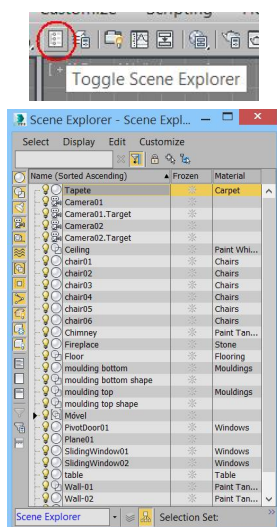 Customize Scripting
Toggle Scene Explorer
Scene Explorer - Scene Expl...
Select Display Edit Customize
Name (Sorted Ascending) Frozen Material
Tapete Carpet
Camera01
Camera01.Target
Camera02
Camera02.Target
Ceiling Paint Whi...
chair01 Chairs
chair02 Chairs
chair03 Chairs
chair04 Chairs
chair05 Chairs
chair06 Chairs
Chimney Paint Tan...
Fireplace Stone
Floor Flooring
moulding bottom Mouldings
moulding bottom shape
moulding top Mouldings
moulding top shape
Móvel
PivotDoor01 Windows
Plane01
SlidingWindow01 Windows
SlidingWindow02 Windows
table Table
Wall-01 Paint Tan...
Wall-02 Paint Tan...
Scene Explorer Selection Set: